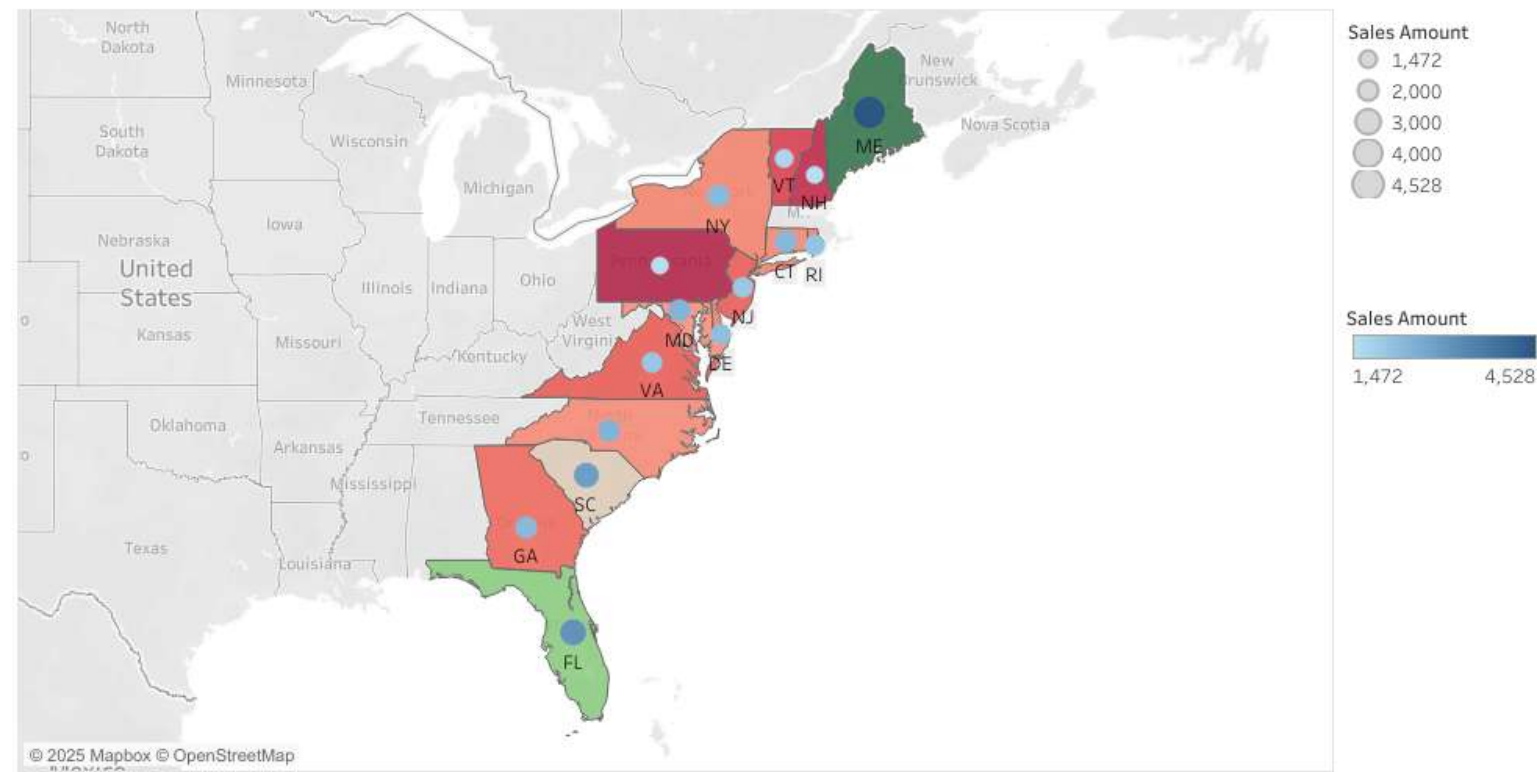 North
Dakota
Minnesota
New
Brunswick
South
Dakota
Wisconsin
Nova Scotia
ME
Michigan
VT
NH
M..
NY
Iowa
Nebraska
United
States
CT
RI
Illinois
Indiana
Ohio
Pennsylvania
NJ
Kansas
Missouri
West
Virginia
MD
DE
Kentucky
VA
Tennessee
North
Oklahoma
Arkansas
Mississippi
SC
Texas
GA
Louisiana
FL
© 2025 Mapbox © OpenStreetMap
Sales Amount
1,472
2,000
3,000
4,000
4,528
Sales Amount
1,472
4,528